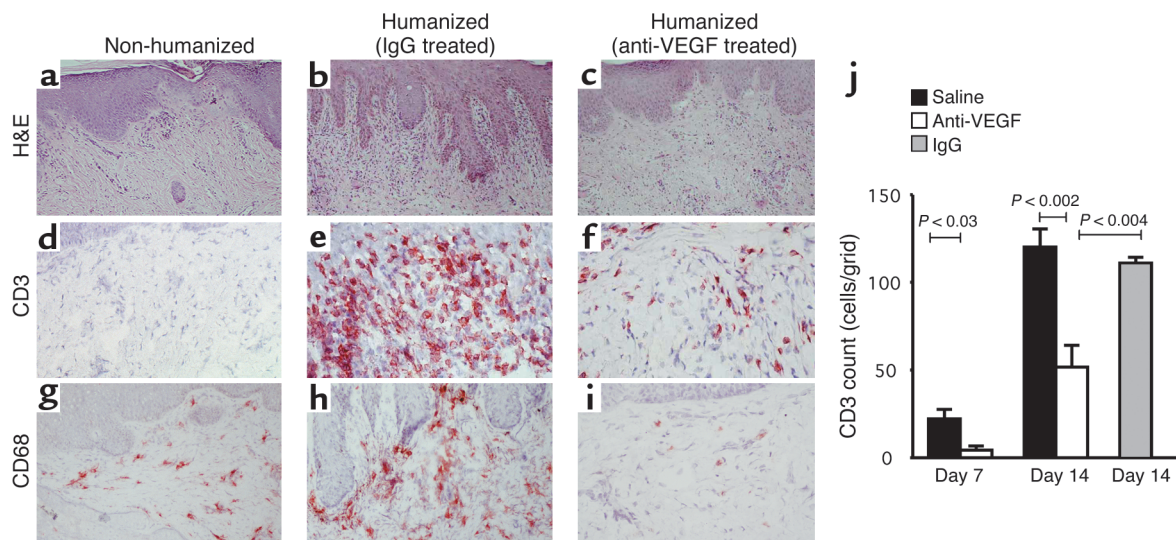 Non-humanized
Humanized
(IgG treated)
Humanized
(anti-VEGF treated)
a
b
c
H&E
d
e
f
CD3
g
h
i
CD68
j
Saline
Anti-VEGF
IgG
CD3 count (cells/grid)
150
100
50
0
P < 0.03
P < 0.002
P < 0.004
Day 7
Day 14
Day 14